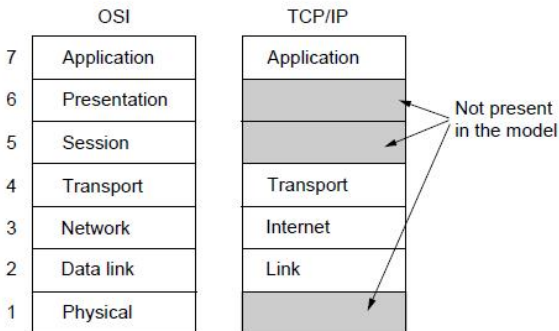 OSI TCP/IP
7 Application Application
6 Presentation
5 Session
Not present
in the model
4 Transport Transport
3 Network Internet
2 Data link Link
1 Physical